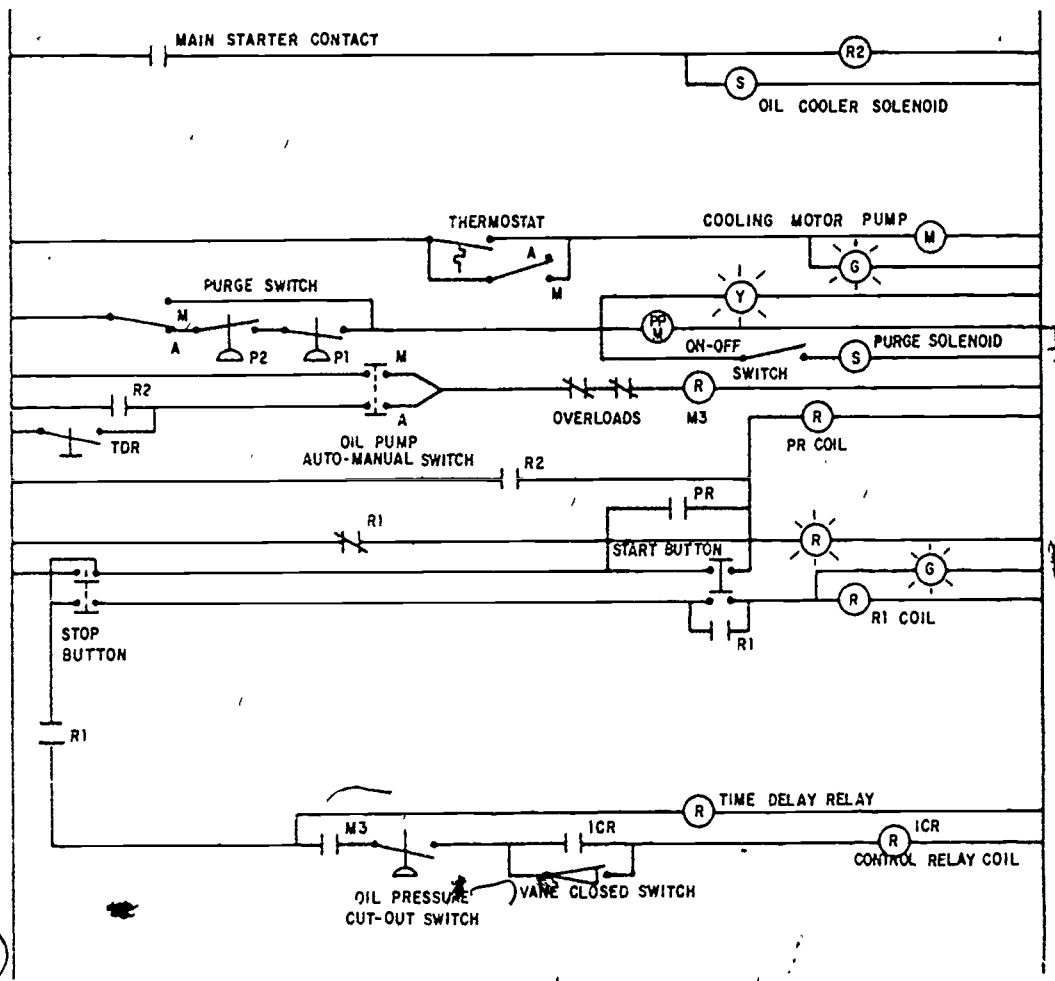 MAIN STARTER CONTACT
R2
S
OIL COOLER SOLENOID
THERMOSTAT
COOLING MOTOR PUMP
M
A
G
M
PURGE SWITCH
M
Y
A
P2
P1
PP
M
ON-OFF
SWITCH
S
PURGE SOLENOID
M
R2
R
A
OVERLOADS
M3
R
TDR
OIL PUMP
AUTO-MANUAL SWITCH
PR COIL
R2
PR
R1
R
START BUTTON
G
R
R1 COIL
STOP
BUTTON
R1
R1
R
TIME DELAY RELAY
M3
ICR
R
ICR
CONTROL RELAY COIL
OIL PRESSURE
CUT-OUT SWITCH
VANE CLOSED SWITCH